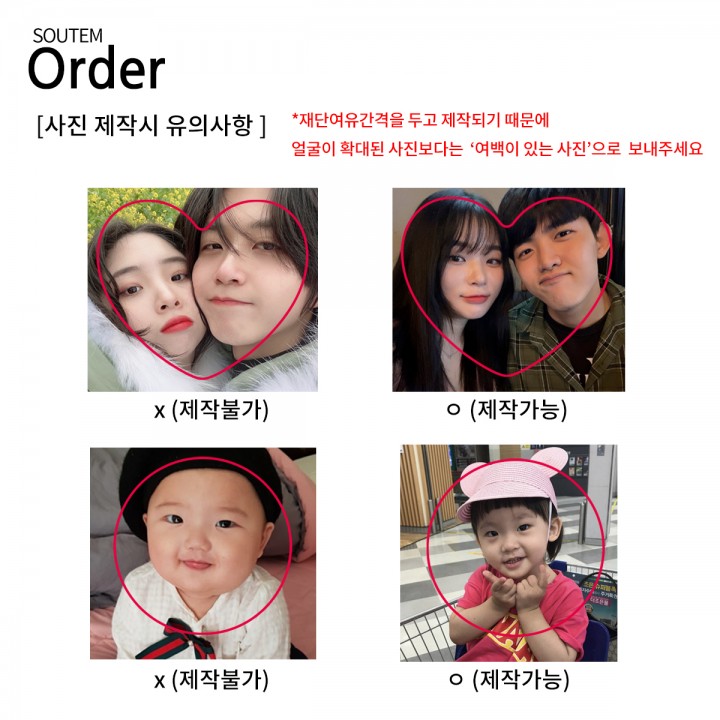 SOUTEM
Order
[사진 제작시 유의사항 ]
*재단여유간격을 두고 제작되기 때문에
얼굴이 확대된 사진보다는 ‘여백이 있는 사진’으로 보내주세요
x (제작불가)
ㅇ (제작가능)
x (제작불가)
ㅇ (제작가능)